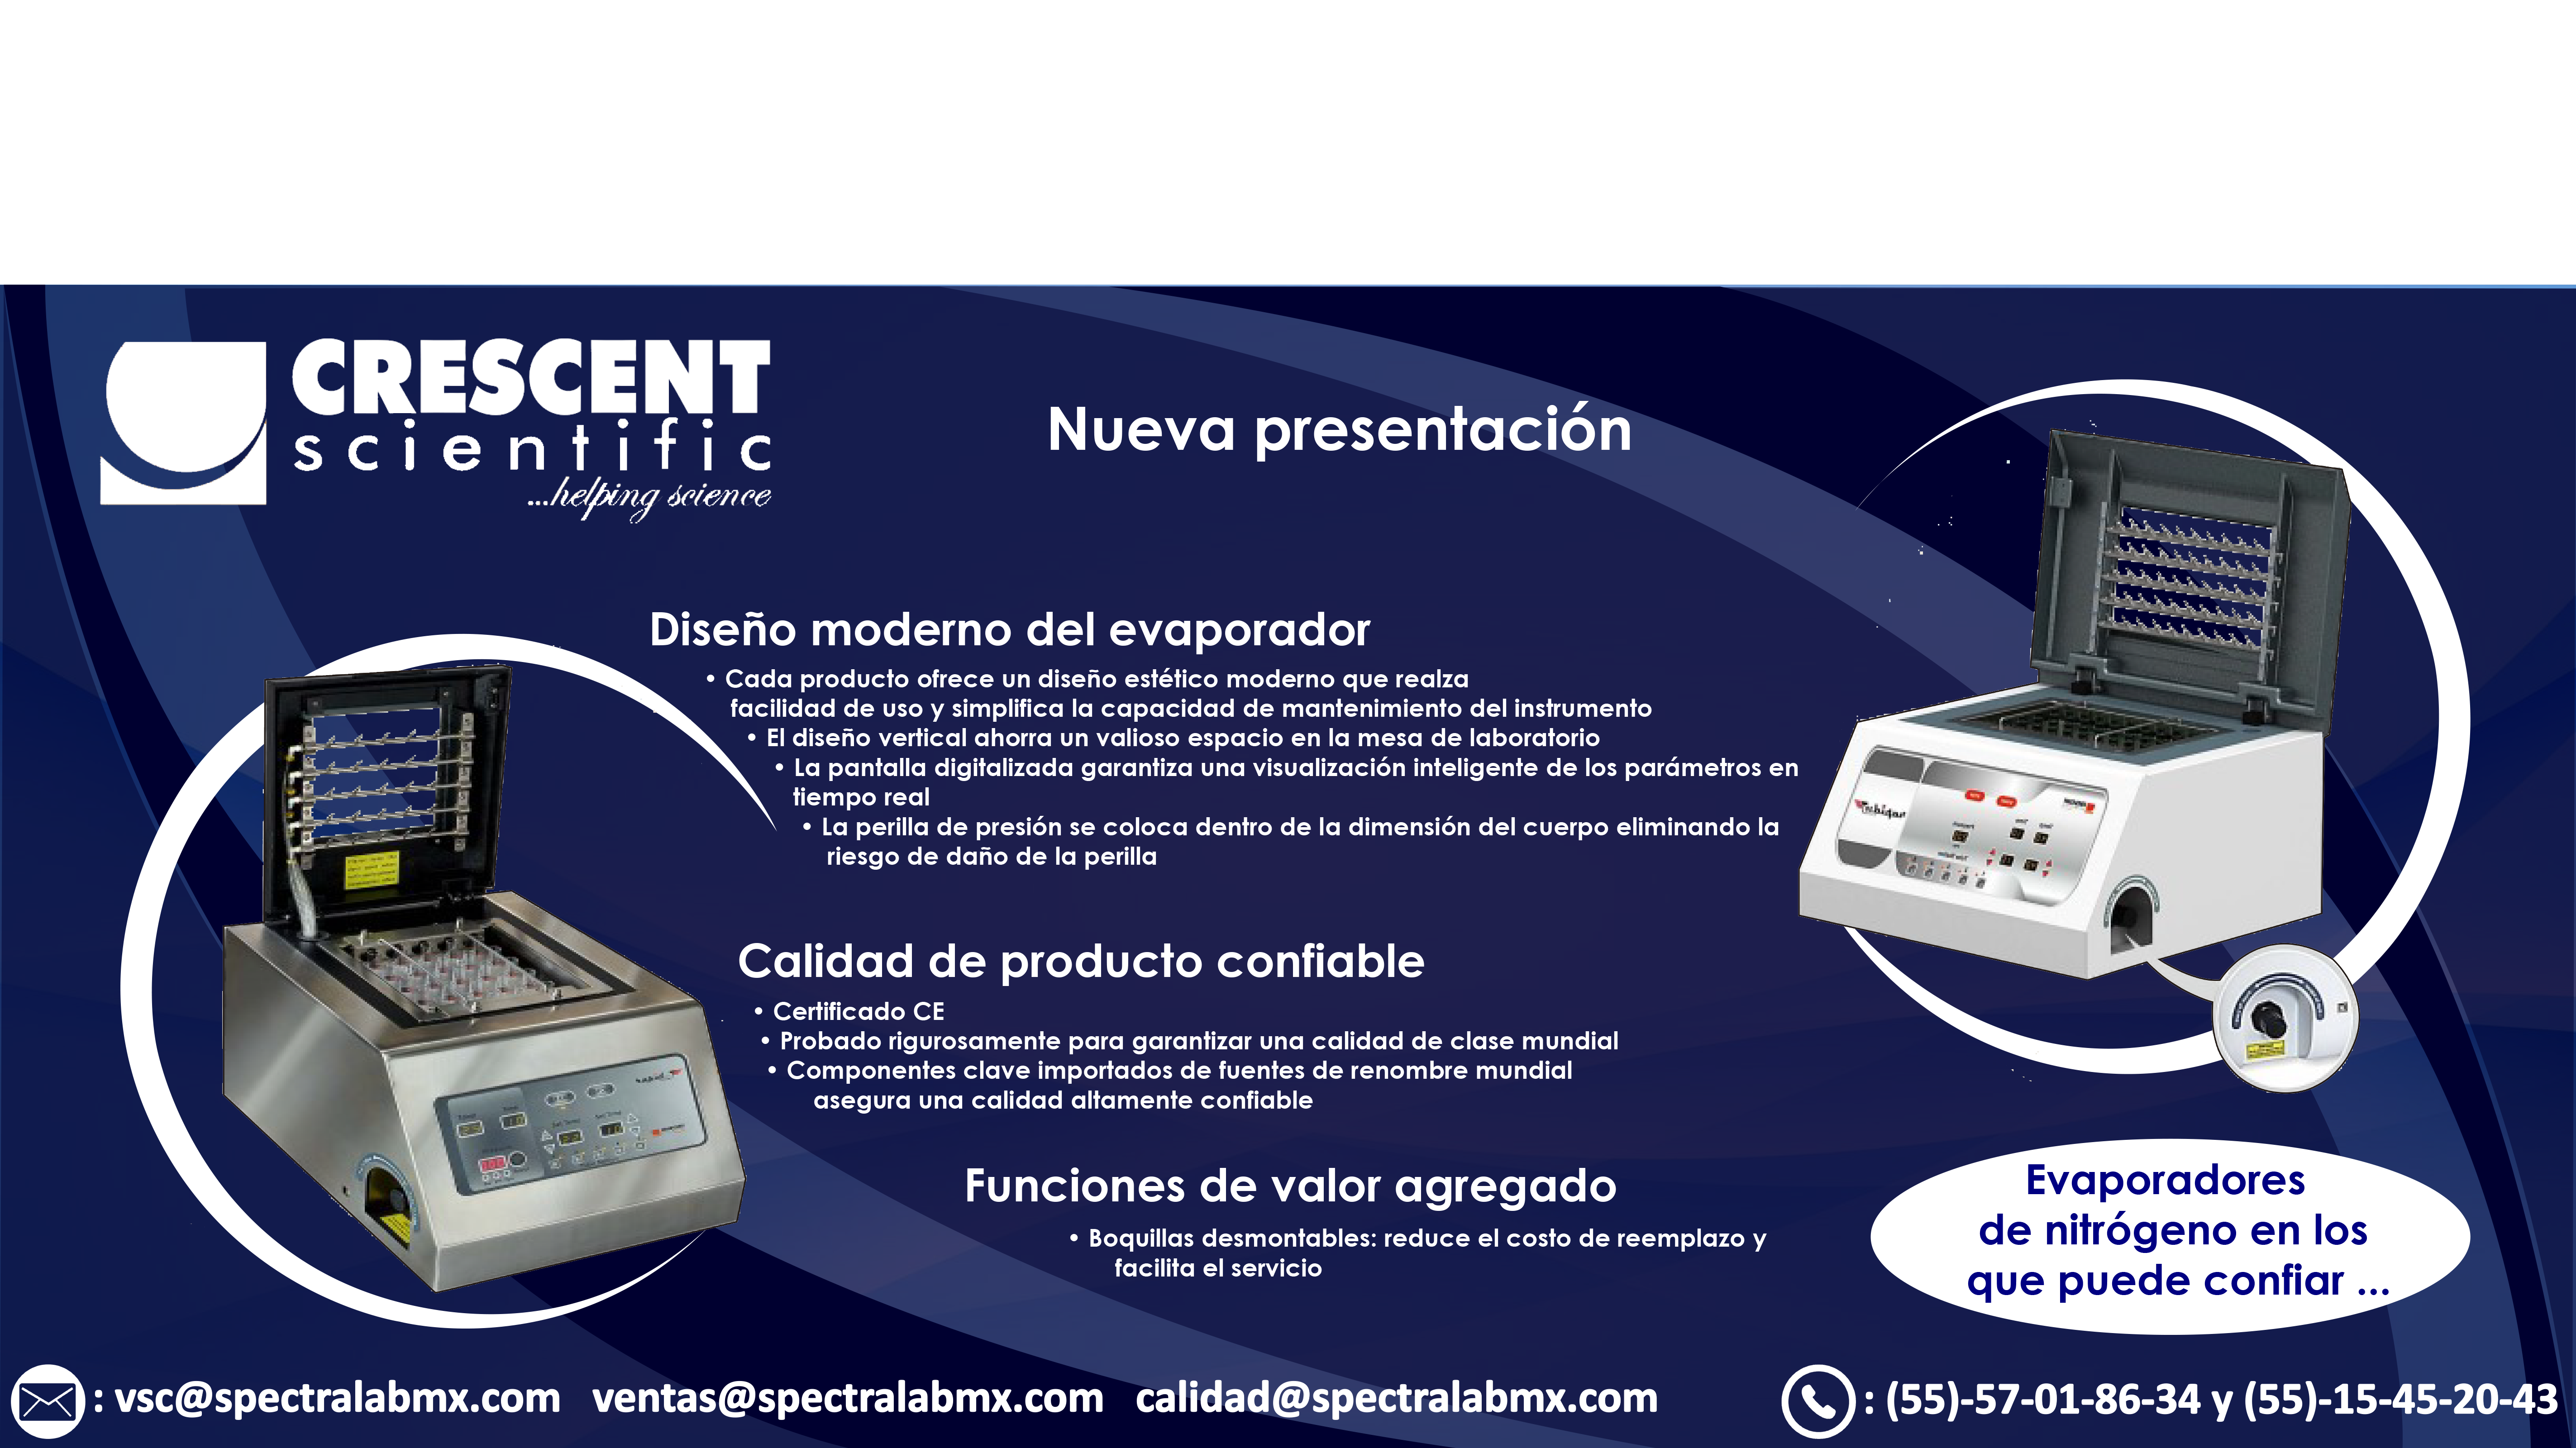 CRESCENT
scientific
...helping science
Nueva presentación
Diseño moderno del evaporador
• Cada producto ofrece un diseño estético moderno que realza
facilidad de uso y simplifica la capacidad de mantenimiento del instrumento
• El diseño vertical ahorra un valioso espacio en la mesa de laboratorio
• La pantalla digitalizada garantiza una visualización inteligente de los parámetros en
tiempo real
• La perilla de presión se coloca dentro de la dimensión del cuerpo eliminando la
riesgo de daño de la perilla
Calidad de producto confiable
• Certificado CE
• Probado rigurosamente para garantizar una calidad de clase mundial
• Componentes clave importados de fuentes de renombre mundial
asegura una calidad altamente confiable
Funciones de valor agregado
• Boquillas desmontables: reduce el costo de reemplazo y
facilita el servicio
Evaporadores
de nitrógeno en los
que puede confiar ...
: vsc@spectralabmx.com ventas@spectralabmx.com calidad@spectralabmx.com
: (55)-57-01-86-34 y (55)-15-45-20-43